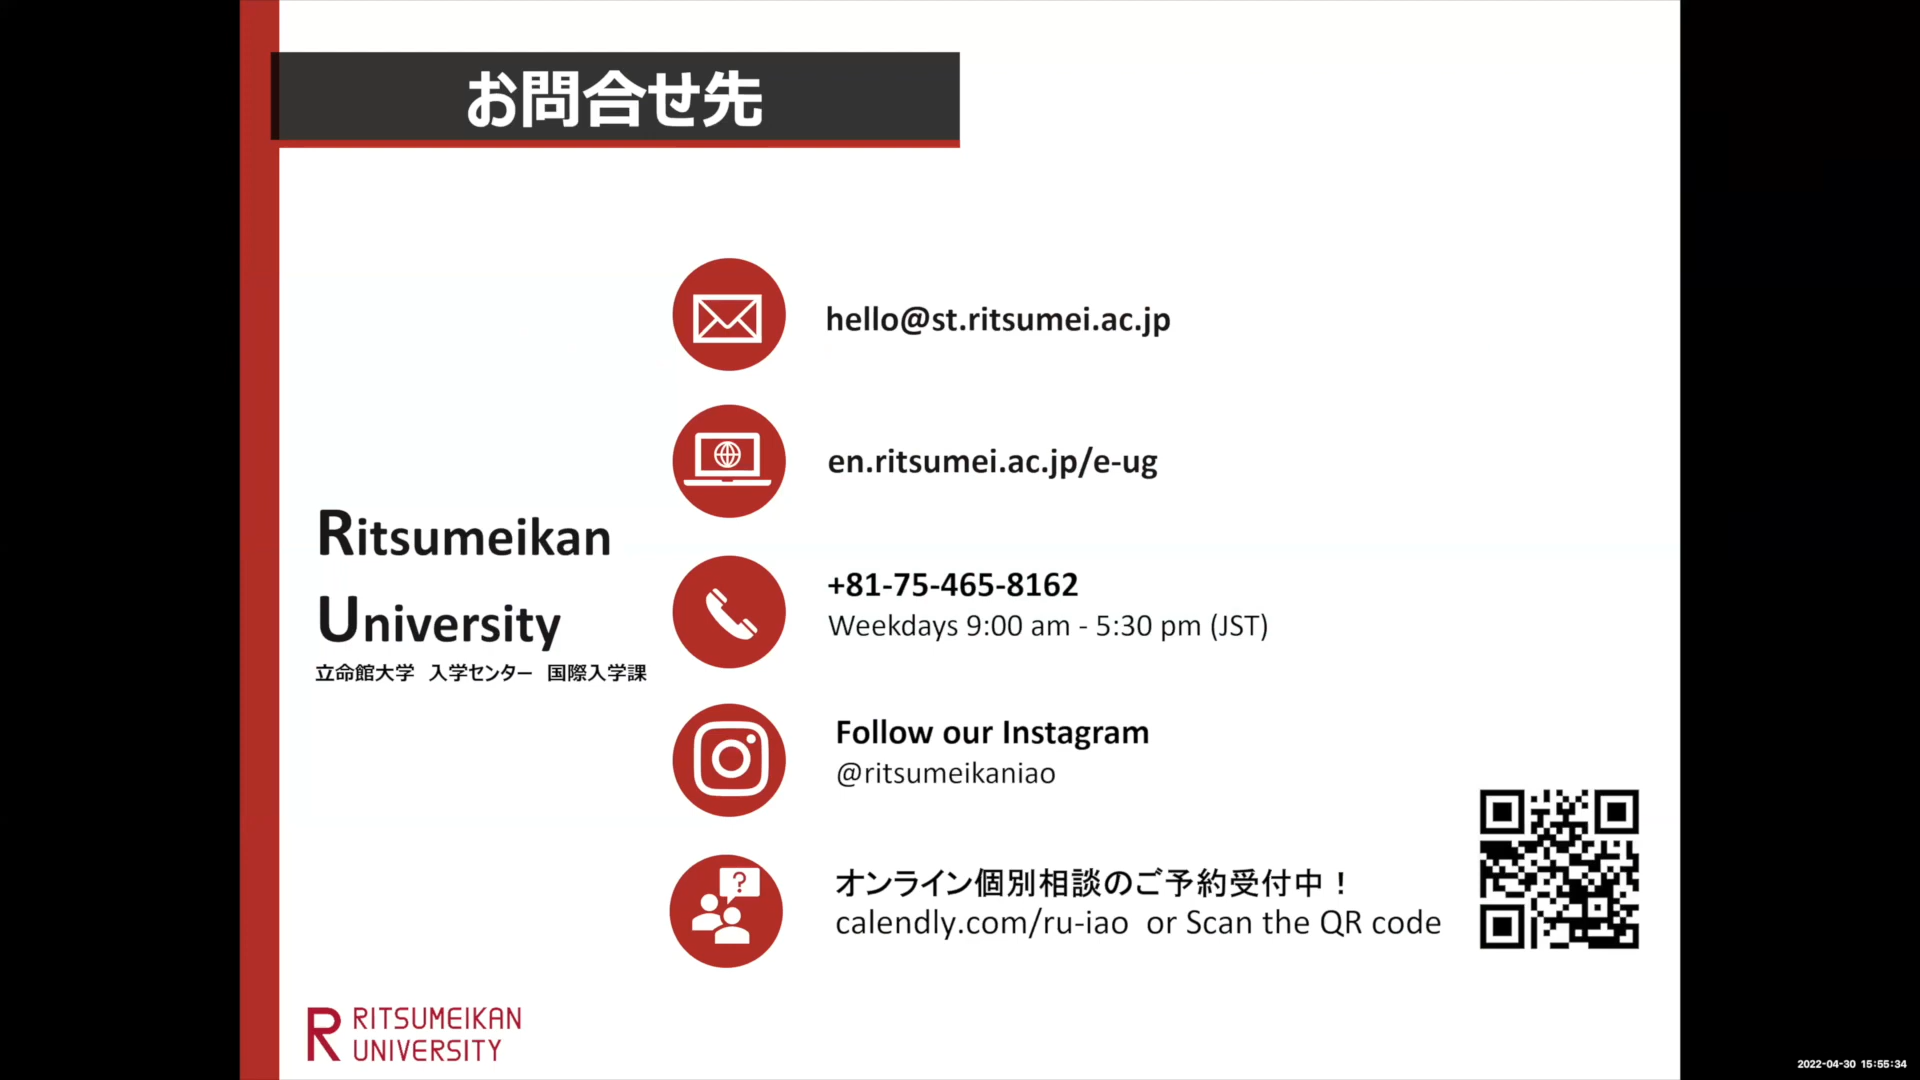 お問合せ先
hello@st.ritsumei.ac.jp
en.ritsumei.ac.jp/e-ug
Ritsumeikan
University
立命館大学　入学センター　国際入学課
+81-75-465-8162
Weekdays 9:00 am - 5:30 pm (JST)
Follow our Instagram
@ritsumeikaniao
?
オンライン個別相談のご予約受付中！
calendly.com/ru-iao or Scan the QR code
R RITSUMEIKAN
UNIVERSITY
2022-04-30 15:55:34